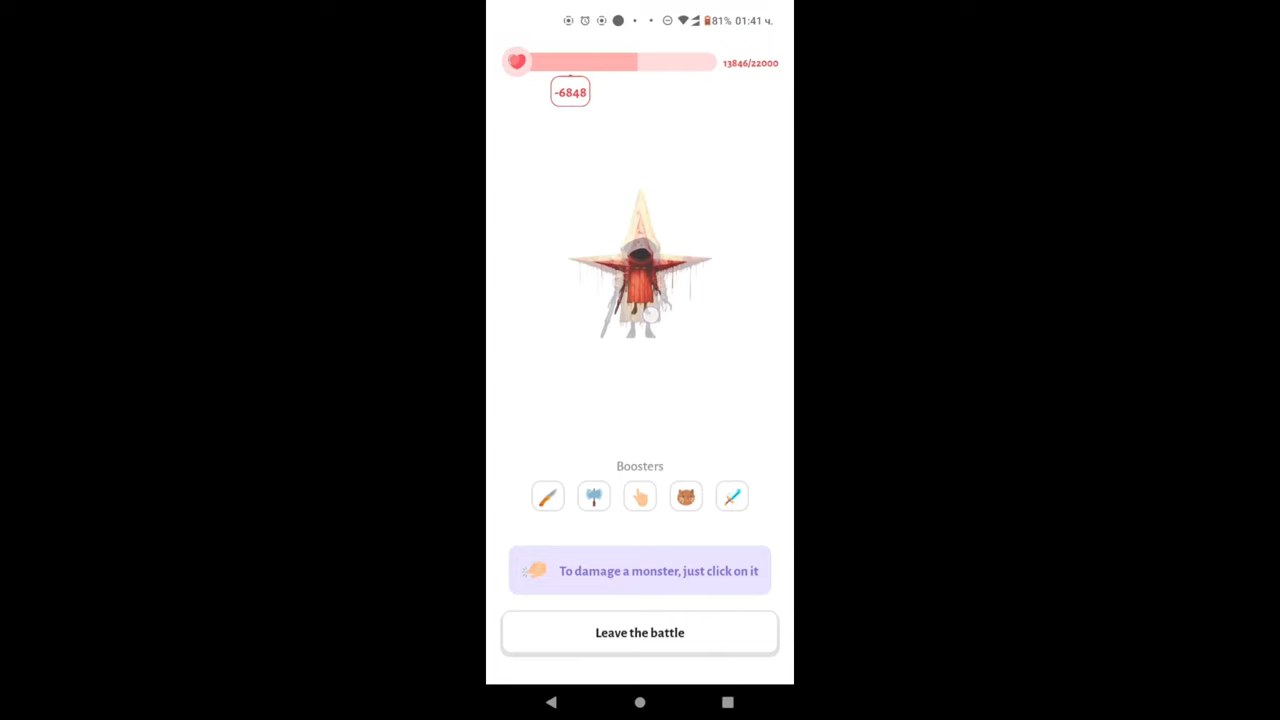 81% 01:41 ч.
13846/22000
-6848
Boosters
To damage a monster, just click on it
Leave the battle